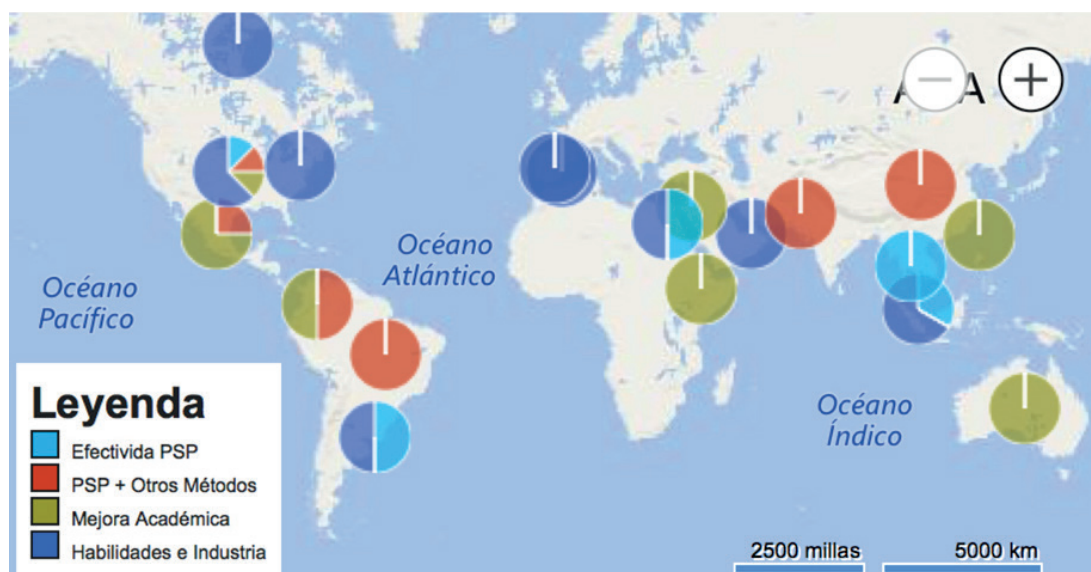 Océano
Pacífico
Océano
Atlántico
Océano
Índico
Leyenda
Efectivida PSP
PSP + Otros Métodos
Mejora Académica
Habilidades e Industria
2500 millas
5000 km